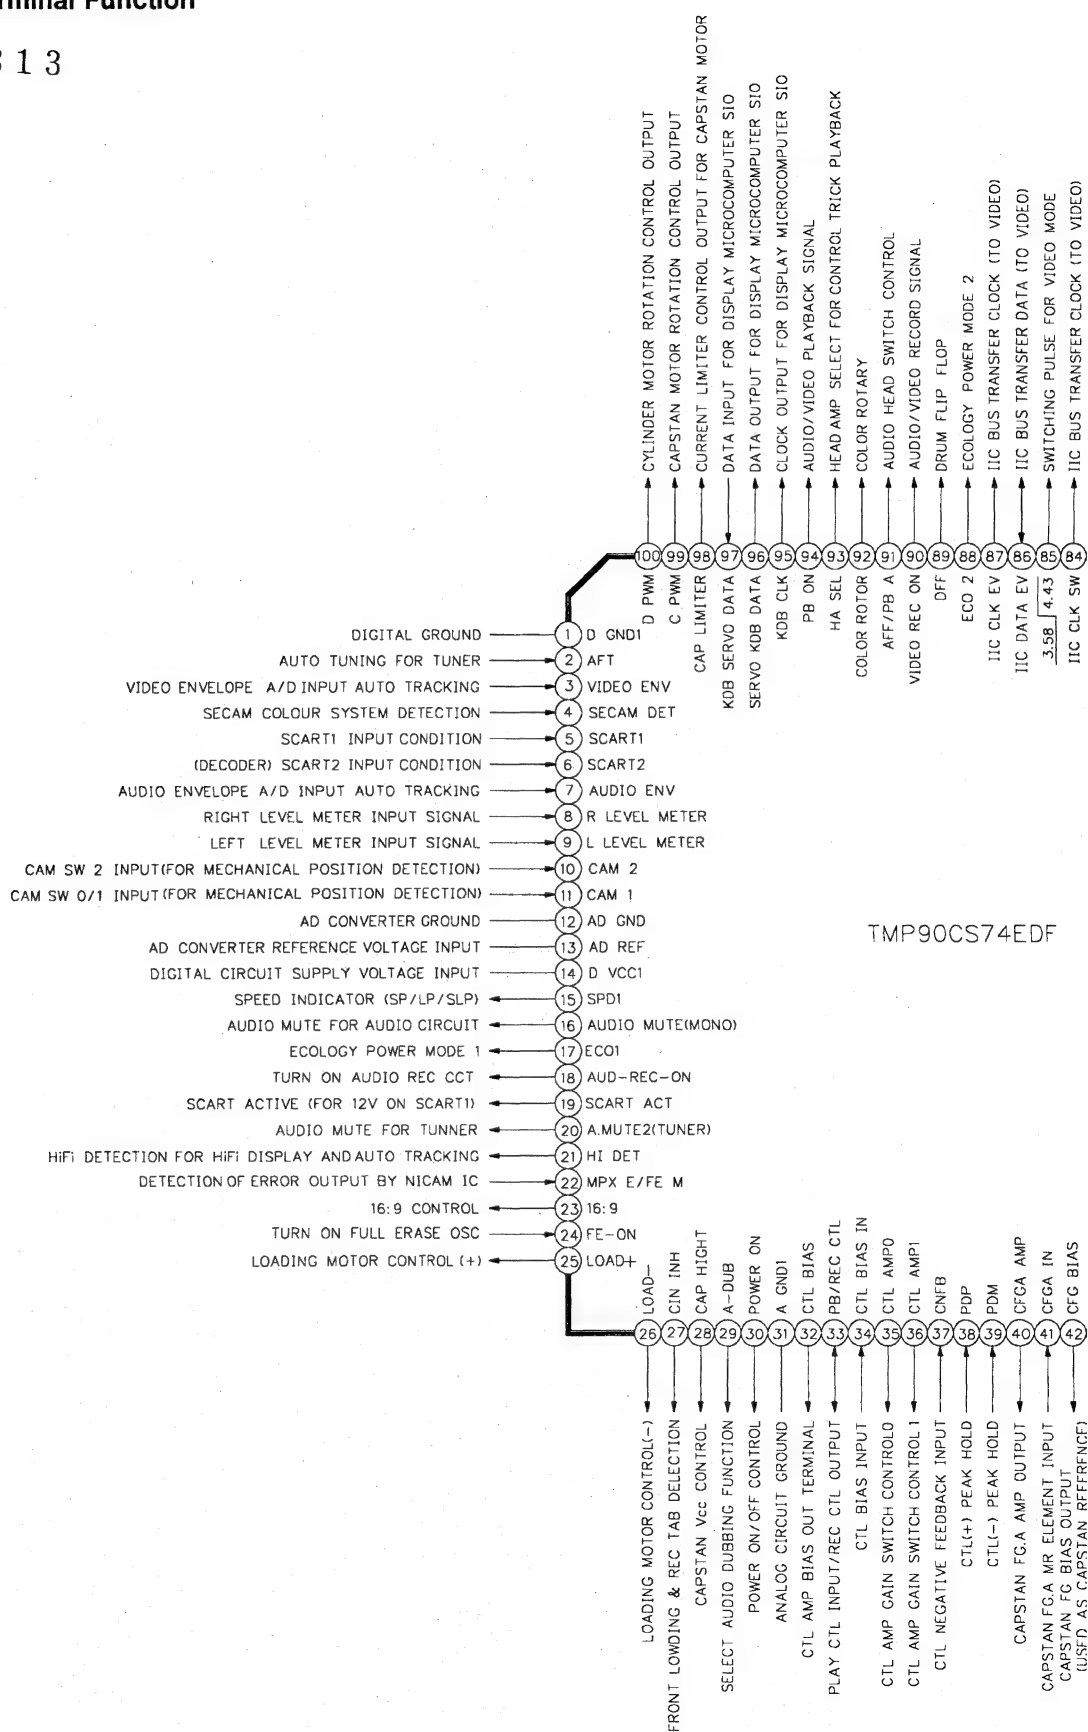 Terminal Function
3 1 3
CYLINDER MOTOR ROTATION CONTROL OUTPUT
CAPSTAN MOTOR ROTATION CONTROL OUTPUT
CURRENT LIMITER CONTROL OUTPUT FOR CAPSTAN MOTOR
DATA INPUT FOR DISPLAY MICROCOMPUTER SIO
DATA OUTPUT FOR DISPLAY MICROCOMPUTER SIO
CLOCK OUTPUT FOR DISPLAY MICROCOMPUTER SIO
AUDIO/VIDEO PLAYBACK SIGNAL
HEAD AMP SELECT FOR CONTROL TRICK PLAYBACK
COLOR ROTARY
AUDIO HEAD SWITCH CONTROL
AUDIO/VIDEO RECORD SIGNAL
DRUM FLIP FLOP
ECOLOGY POWER MODE 2
IIC BUS TRANSFER CLOCK (TO VIDEO)
IIC BUS TRANSFER DATA (TO VIDEO)
SWITCHING PULSE FOR VIDEO MODE
IIC BUS TRANSFER CLOCK (TO VIDEO)
100 99 98 97 96 95 94 93 92 91 90 89 88 87 86 85 84
D PWM
C PWM
CAP LIMITER
KDB SERVO DATA
SERVO KDB DATA
KDB CLK
PB ON
HA SEL
COLOR ROTOR
AFF/PB A
VIDEO REC ON
DFF
ECO 2
IIC CLK EV
IIC DATA EV
3.58 4.43
IIC CLK SW
DIGITAL GROUND 1 D GND1
AUTO TUNING FOR TUNER 2 AFT
VIDEO ENVELOPE A/D INPUT AUTO TRACKING 3 VIDEO ENV
SECAM COLOUR SYSTEM DETECTION 4 SECAM DET
SCART1 INPUT CONDITION 5 SCART1
(DECODER) SCART2 INPUT CONDITION 6 SCART2
AUDIO ENVELOPE A/D INPUT AUTO TRACKING 7 AUDIO ENV
RIGHT LEVEL METER INPUT SIGNAL 8 R LEVEL METER
LEFT LEVEL METER INPUT SIGNAL 9 L LEVEL METER
CAM SW 2 INPUT(FOR MECHANICAL POSITION DETECTION) 10 CAM 2
CAM SW 0/1 INPUT(FOR MECHANICAL POSITION DETECTION) 11 CAM 1
AD CONVERTER GROUND 12 AD GND
TMP90CS74EDF
AD CONVERTER REFERENCE VOLTAGE INPUT 13 AD REF
DIGITAL CIRCUIT SUPPLY VOLTAGE INPUT 14 D VCC1
SPEED INDICATOR (SP/LP/SLP) 15 SPD1
AUDIO MUTE FOR AUDIO CIRCUIT 16 AUDIO MUTE(MONO)
ECOLOGY POWER MODE 1 17 ECO1
TURN ON AUDIO REC CCT 18 AUD-REC-ON
SCART ACTIVE (FOR 12V ON SCART1) 19 SCART ACT
AUDIO MUTE FOR TUNNER 20 A.MUTE2(TUNER)
HiFi DETECTION FOR HiFi DISPLAY AND AUTO TRACKING 21 HI DET
DETECTION OF ERROR OUTPUT BY NICAM IC 22 MPX E/FE M
16:9 CONTROL 23 16:9
TURN ON FULL ERASE OSC 24 FE-ON
LOADING MOTOR CONTROL (+) 25 LOAD+
LOAD-
CIN INH
CAP HIGHT
A-DUB
POWER ON
A GND1
CTL BIAS
PB/REC CTL
CTL BIAS IN
CTL AMP0
CTL AMP1
CNFB
PDP
PDM
CFGA AMP
CFGA IN
CFG BIAS
26 27 28 29 30 31 32 33 34 35 36 37 38 39 40 41 42
LOADING MOTOR CONTROL(-)
FRONT LOWDING & REC TAB DELECTION
CAPSTAN Vcc CONTROL
SELECT AUDIO DUBBING FUNCTION
POWER ON/OFF CONTROL
ANALOG CIRCUIT GROUND
CTL AMP BIAS OUT TERMINAL
PLAY CTL INPUT/REC CTL OUTPUT
CTL BIAS INPUT
CTL AMP GAIN SWITCH CONTROL0
CTL AMP GAIN SWITCH CONTROL 1
CTL NEGATIVE FEEDBACK INPUT
CTL(+) PEAK HOLD
CTL(-) PEAK HOLD
CAPSTAN FG.A AMP OUTPUT
CAPSTAN FG.A MR ELEMENT INPUT
CAPSTAN FG BIAS OUTPUT
(USED AS CAPSTAN REFERENCE)